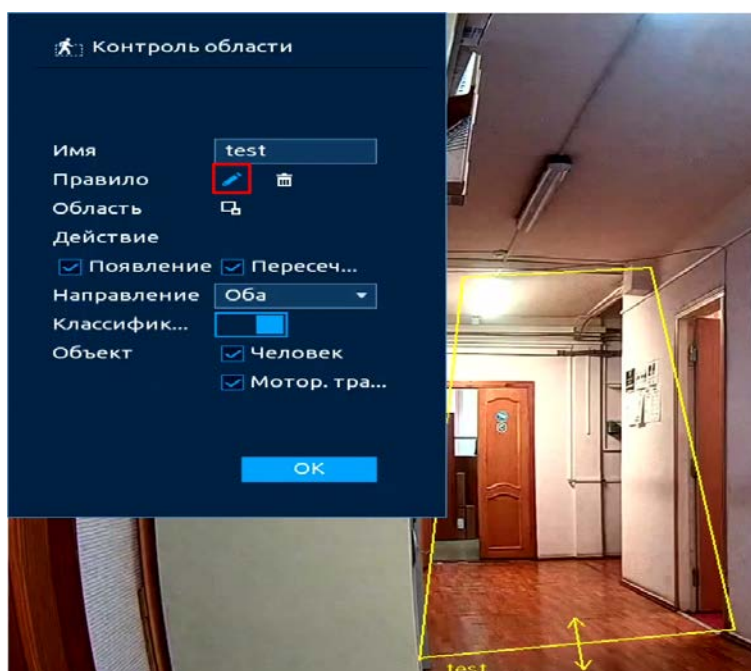 Контроль области
Имя test
Правило
Область
Действие
Появление Пересеч...
Направление Оба
Классифик...
Объект Человек
Мотор. тра...
OK
test